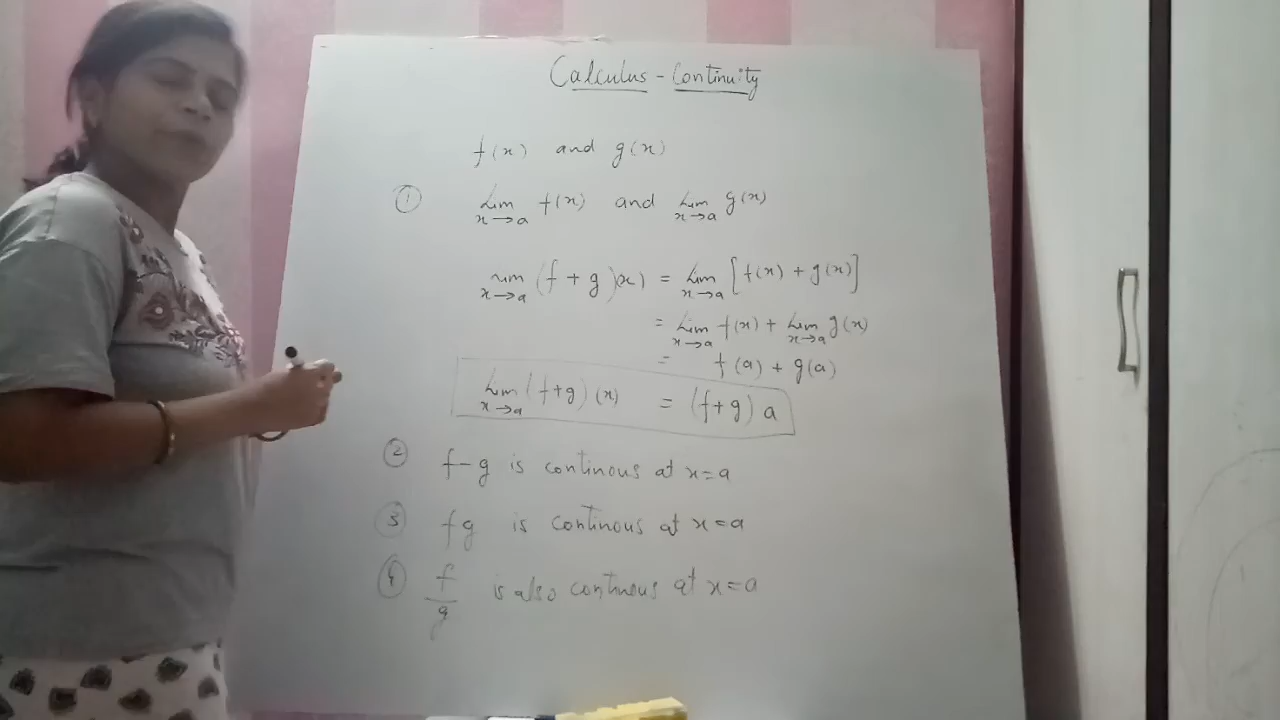 Calculus - Continuity
f(x) and g(x)
① Lim x→a f(x) and Lim x→a g(x)
Lim x→a (f+g)x) = Lim x→a [f(x) + g(x)]
= Lim x→a f(x) + Lim x→a g(x)
= f(a) + g(a)
Lim x→a (f+g)(x) = (f+g) a
② f-g is continous at x=a
③ fg is continous at x=a
④ f/g is also continuous at x=a